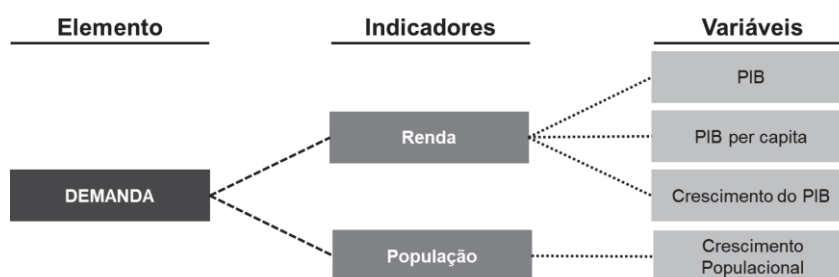 Elemento
Indicadores
Variáveis
DEMANDA
Renda
População
PIB
PIB per capita
Crescimento do PIB
Crescimento
Populacional